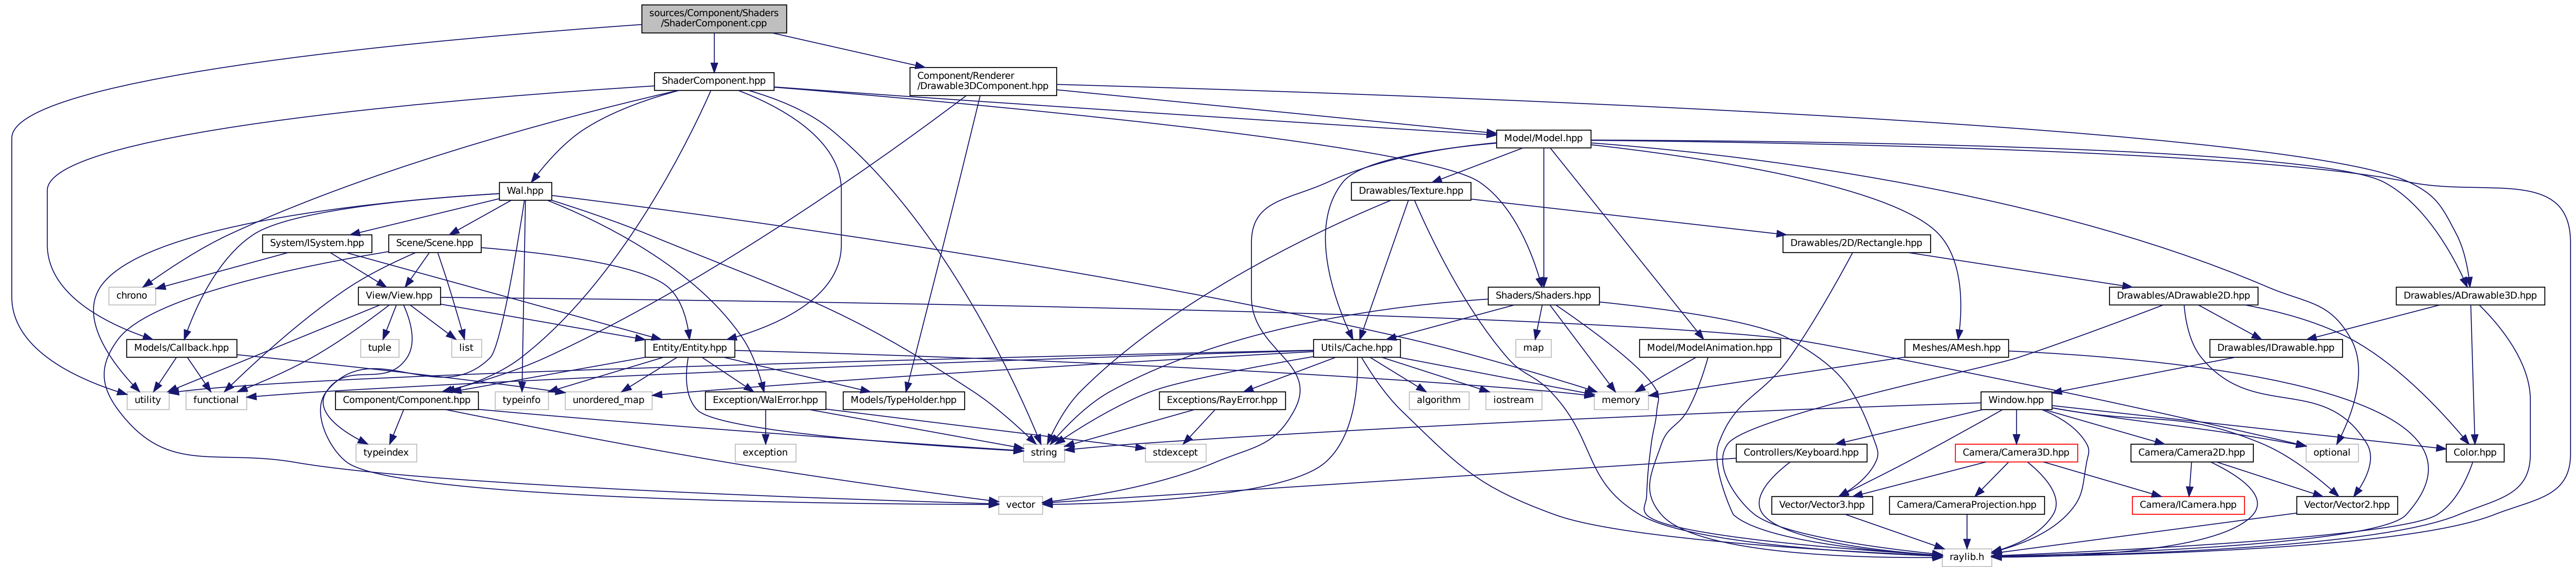 sources/Component/Shaders
/ShaderComponent.cpp
ShaderComponent.hpp
Component/Renderer
/Drawable3DComponent.hpp
Model/Model.hpp
Wal.hpp
Drawables/Texture.hpp
System/ISystem.hpp
Scene/Scene.hpp
Drawables/2D/Rectangle.hpp
chrono
View/View.hpp
Shaders/Shaders.hpp
Drawables/ADrawable2D.hpp
Drawables/ADrawable3D.hpp
Models/Callback.hpp
tuple
list
Entity/Entity.hpp
Utils/Cache.hpp
map
Model/ModelAnimation.hpp
Meshes/AMesh.hpp
Drawables/IDrawable.hpp
utility
functional
Component/Component.hpp
typeinfo
unordered_map
Exception/WalError.hpp
Models/TypeHolder.hpp
Exceptions/RayError.hpp
algorithm
iostream
memory
Window.hpp
typeindex
exception
string
stdexcept
Controllers/Keyboard.hpp
Camera/Camera3D.hpp
Camera/Camera2D.hpp
optional
Color.hpp
vector
Vector/Vector3.hpp
Camera/CameraProjection.hpp
Camera/ICamera.hpp
Vector/Vector2.hpp
raylib.h